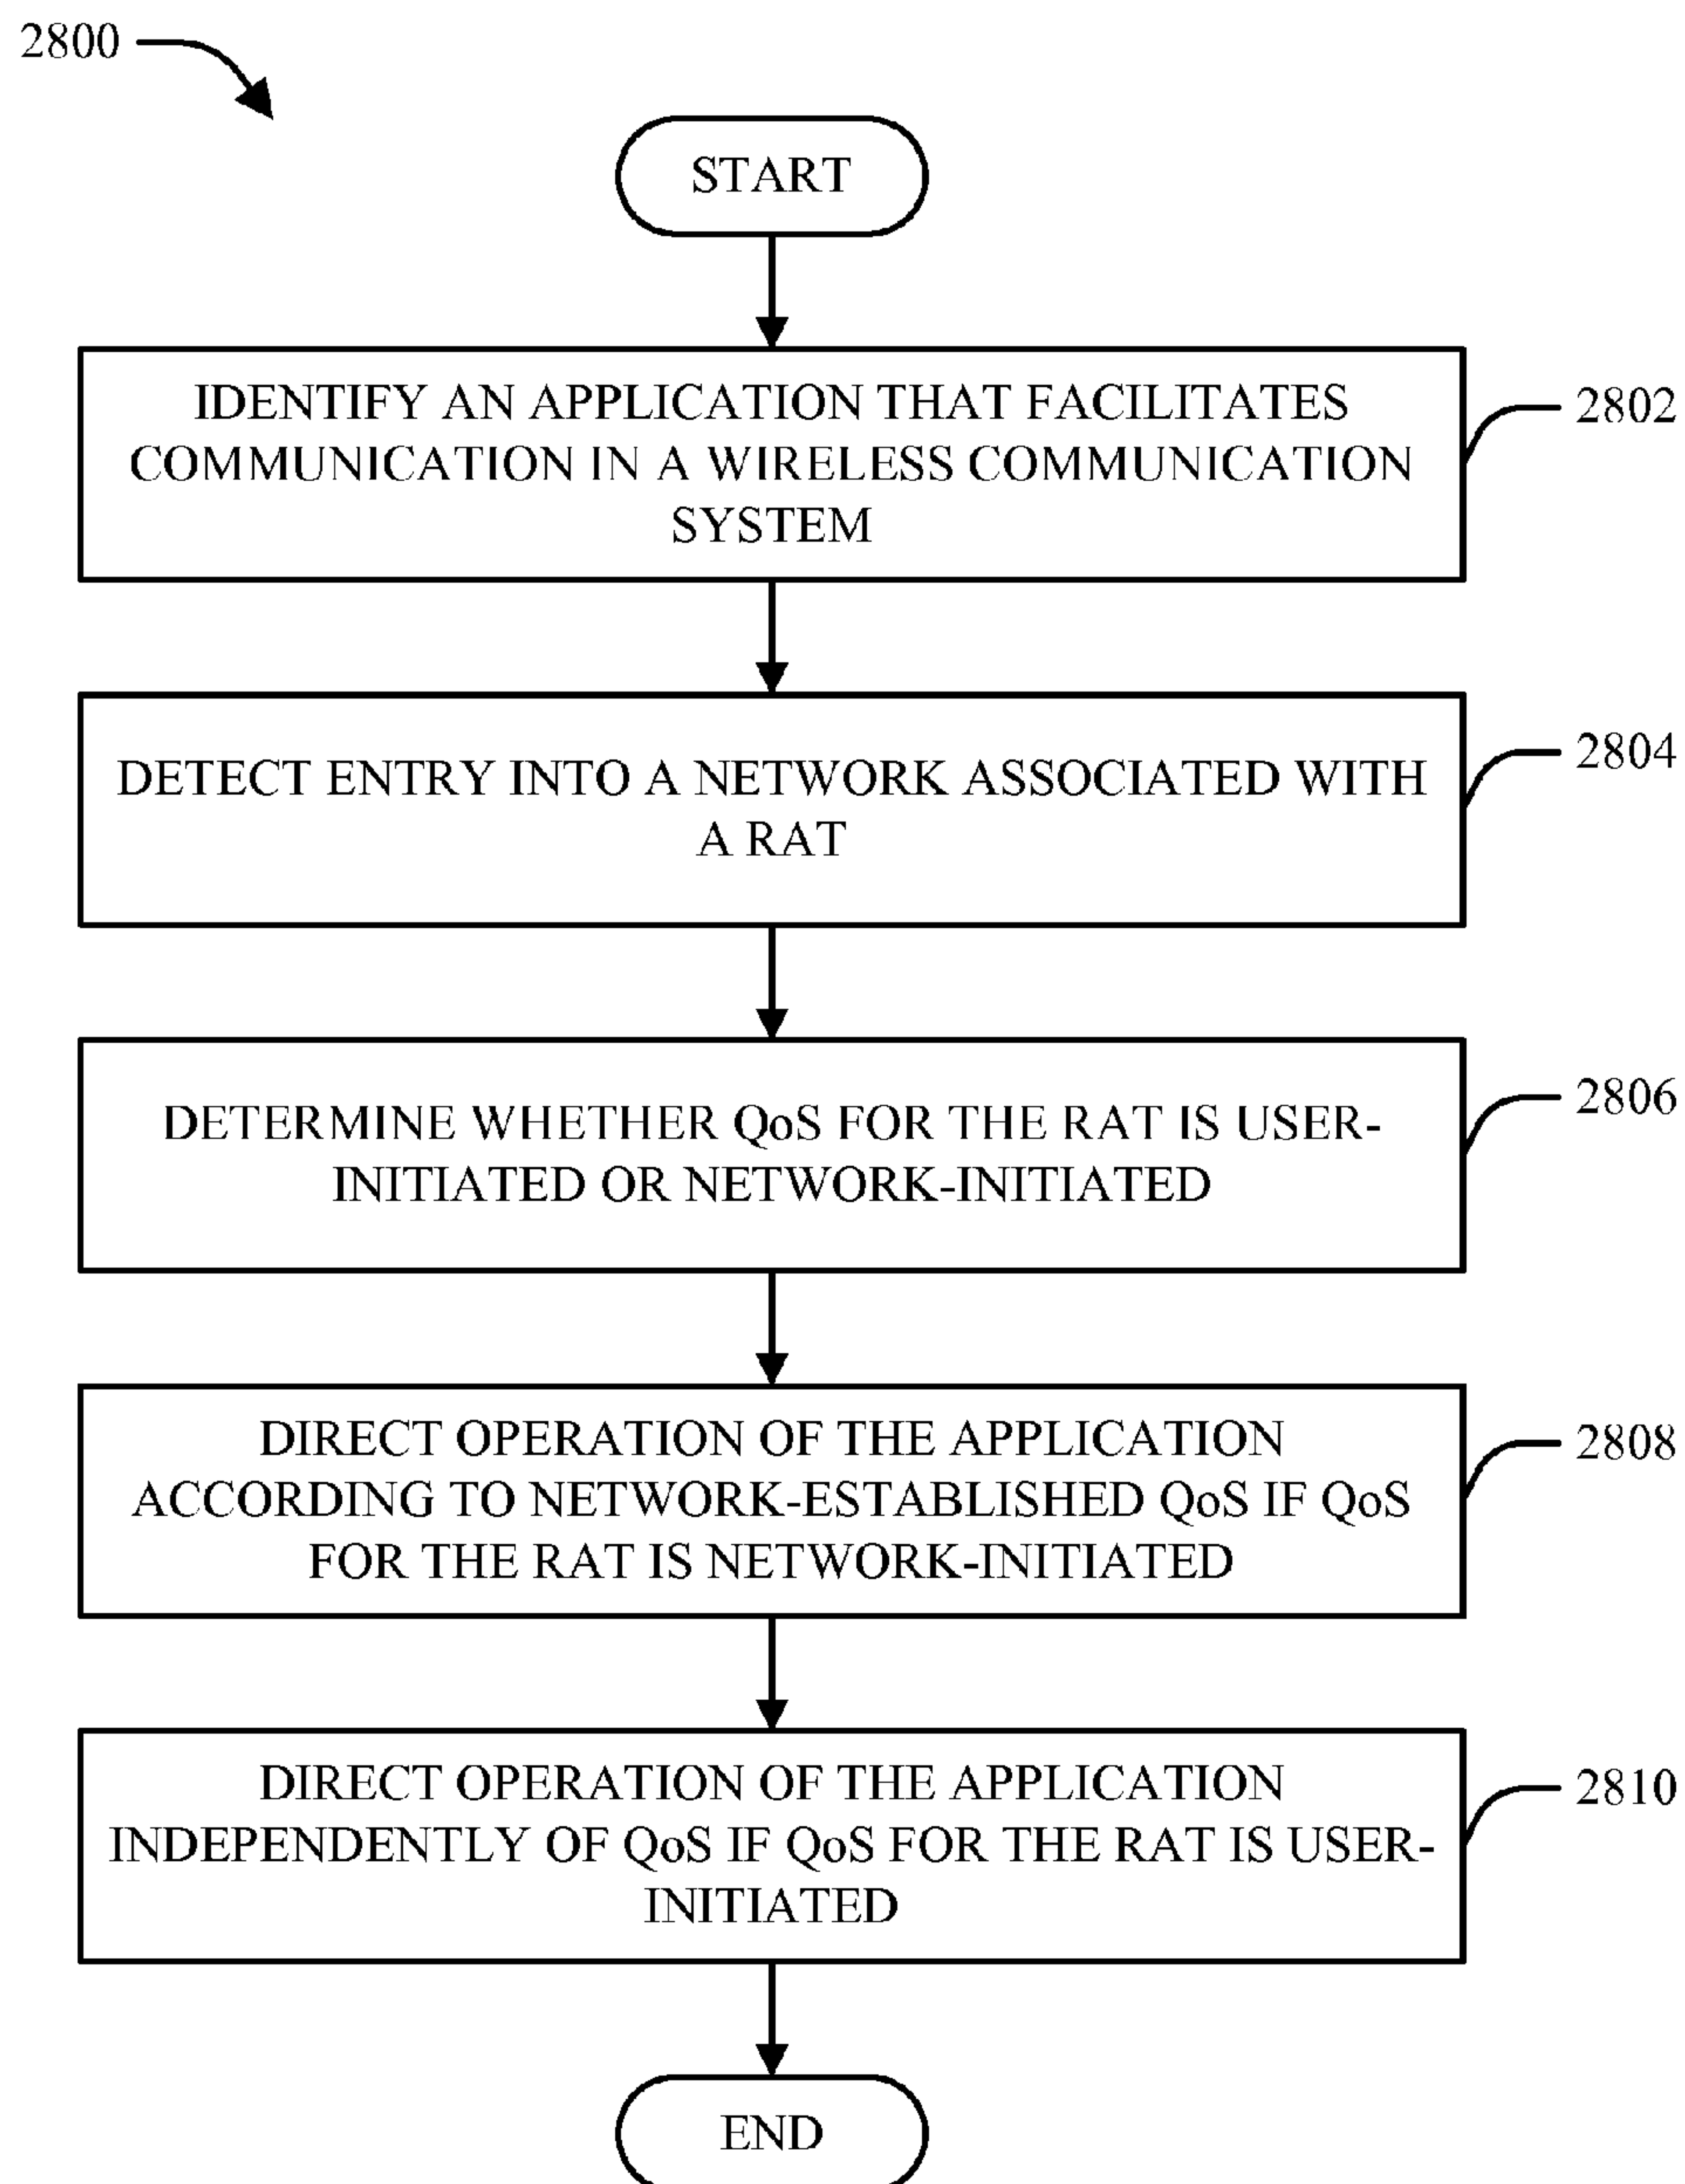 2800
START
IDENTIFY AN APPLICATION THAT FACILITATES
COMMUNICATION IN A WIRELESS COMMUNICATION
SYSTEM
2802
DETECT ENTRY INTO A NETWORK ASSOCIATED WITH
A RAT
2804
DETERMINE WHETHER QoS FOR THE RAT IS USER-
INITIATED OR NETWORK-INITIATED
2806
DIRECT OPERATION OF THE APPLICATION
ACCORDING TO NETWORK-ESTABLISHED QoS IF QoS
FOR THE RAT IS NETWORK-INITIATED
2808
DIRECT OPERATION OF THE APPLICATION
INDEPENDENTLY OF QoS IF QoS FOR THE RAT IS USER-
INITIATED
2810
END